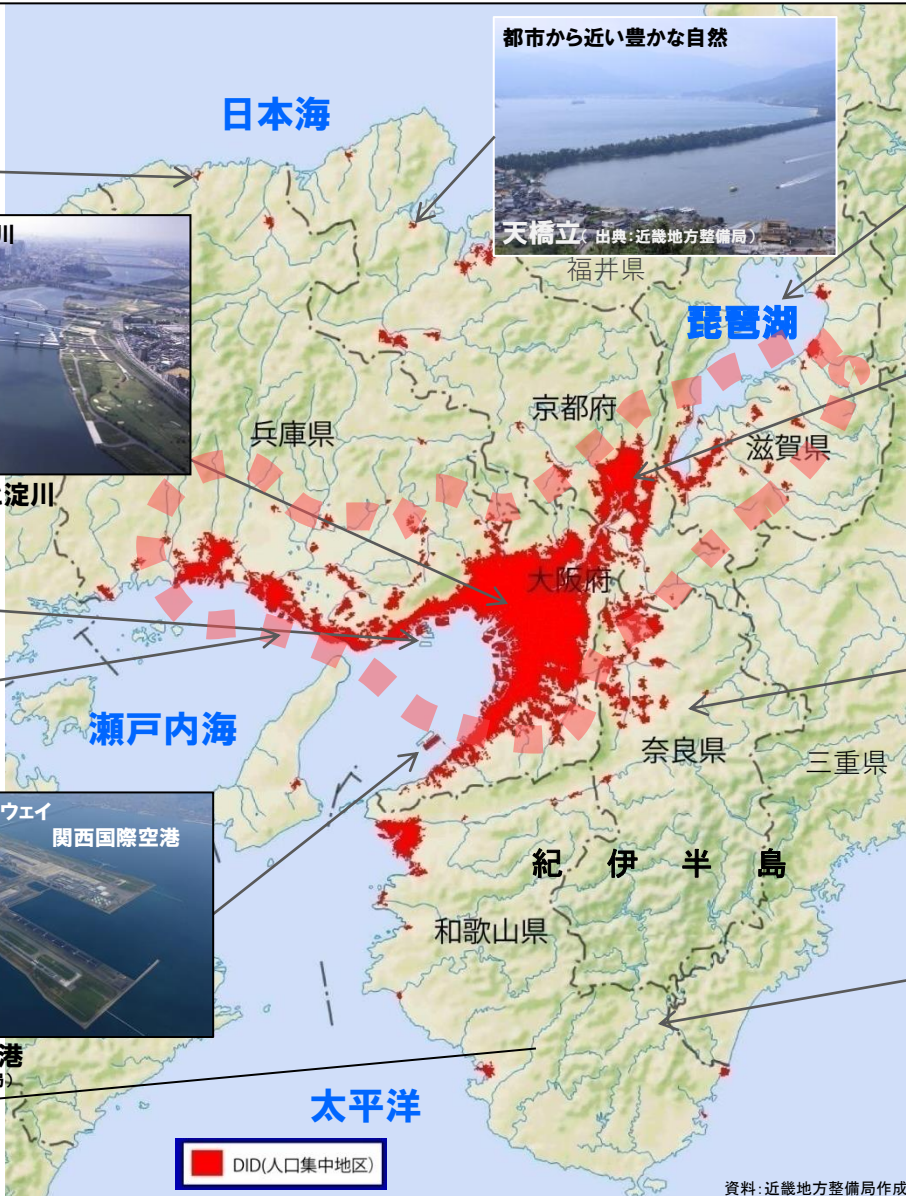 都市から近い豊かな自然
日本海
天橋立(出典:近畿地方整備局)
川
福井県
琵琶湖
京都府
兵庫県
滋賀県
淀川
大阪府
瀬戸内海
奈良県
三重県
ウェイ
関西国際空港
紀伊半島
和歌山県
港
太平洋
DID(人口集中地区)
資料:近畿地方整備局作成